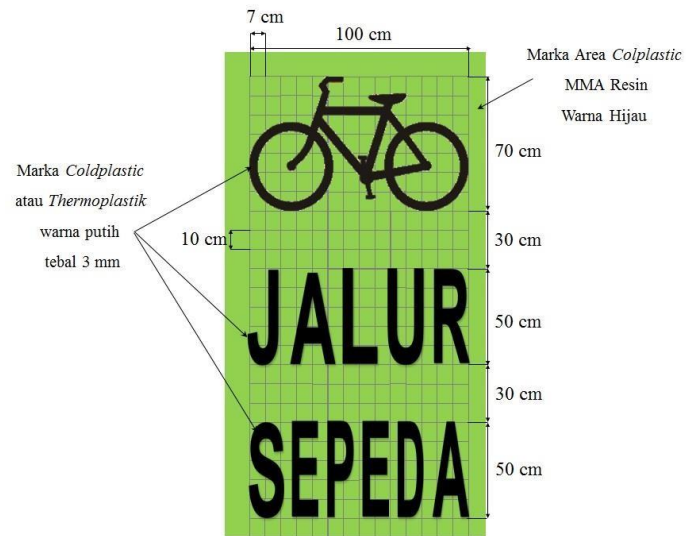 7 cm
100 cm
Marka Area Colplastic
MMA Resin
Warna Hijau
70 cm
Marka Coldplastic
atau Thermoplastik
warna putih
tebal 3 mm
10 cm
30 cm
JALUR
50 cm
30 cm
SEPEDA
50 cm